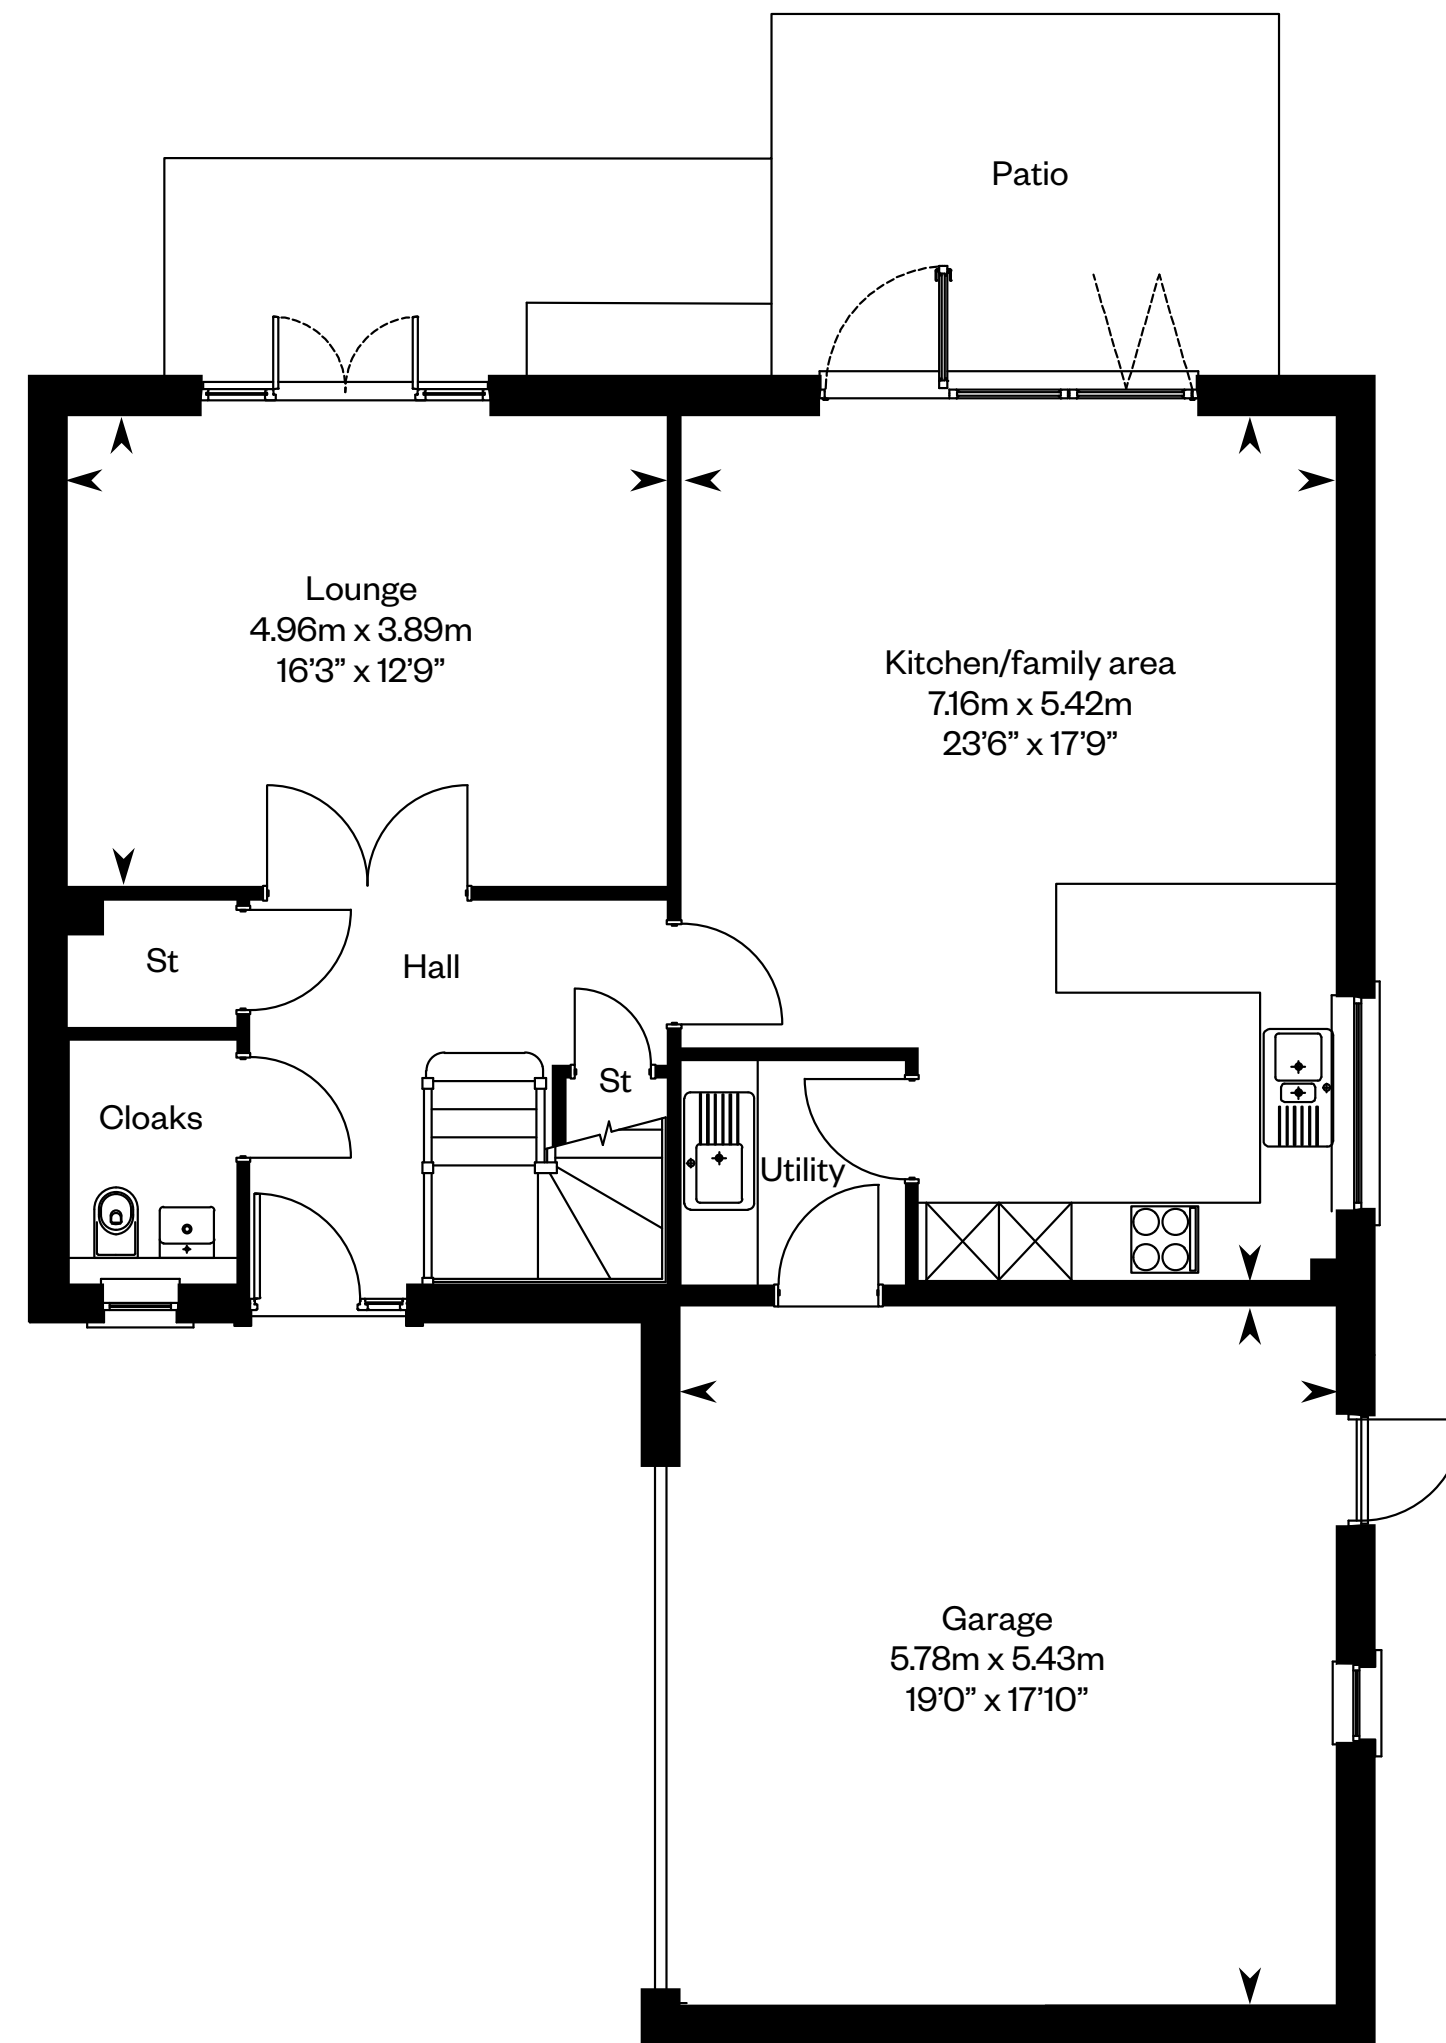 Patio
Lounge
4.96m x 3.89m
16’3” x 12’9”
Kitchen/family area
7.16m x 5.42m
23’6” x 17’9”
St
Hall
St
Cloaks
Utility
Garage
5.78m x 5.43m
19’0” x 17’10”